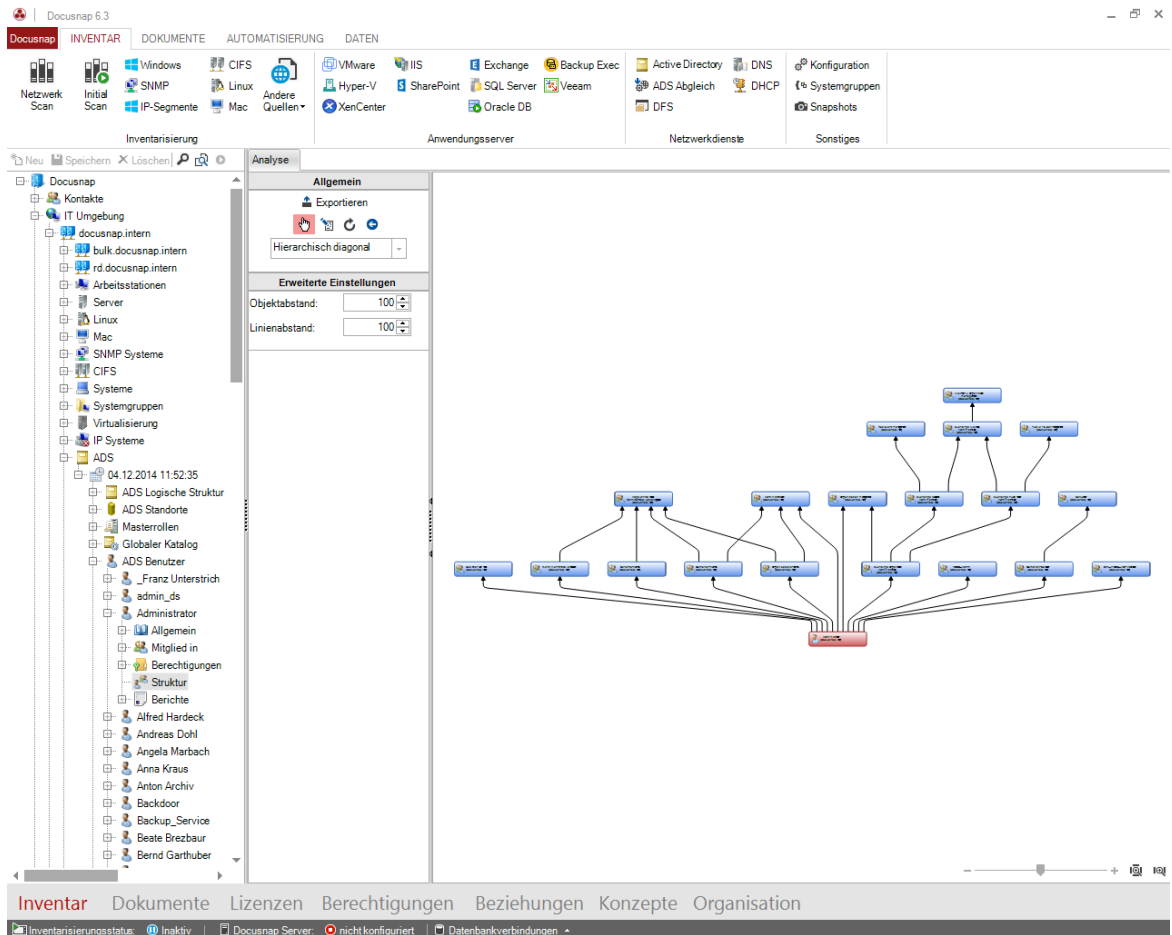 Docusnap 6.3
Docusnap INVENTAR DOKUMENTE AUTOMATISIERUNG DATEN
Netzwerk Scan
Initial Scan
Windows
SNMP
IP-Segmente
CIFS
Linux
Mac
Andere Quellen
Inventarisierung
VMware
Hyper-V
XenCenter
IIS
SharePoint
Exchange
SQL Server
Oracle DB
Backup Exec
Veeam
Anwendungsserver
Active Directory
ADS Abgleich
DFS
DNS
DHCP
Netzwerkdienste
Konfiguration
Systemgruppen
Snapshots
Sonstiges
Neu Speichern Löschen
Docusnap
Kontakte
IT Umgebung
docusnap.intern
bulk.docusnap.intern
rd.docusnap.intern
Arbeitsstationen
Server
Linux
Mac
SNMP Systeme
CIFS
Systeme
Systemgruppen
Virtualisierung
IP Systeme
ADS
04.12.2014 11:52:35
ADS Logische Struktur
ADS Standorte
Masterrollen
Globaler Katalog
ADS Benutzer
_Franz Unterstrich
admin_ds
Administrator
Allgemein
Mitglied in
Berechtigungen
Struktur
Berichte
Alfred Hardeck
Andreas Dohl
Angela Marbach
Anna Kraus
Anton Archiv
Backdoor
Backup_Service
Beate Brezbaur
Bernd Garthuber
Analyse
Allgemein
Exportieren
Hierarchisch diagonal
Erweiterte Einstellungen
Objektabstand: 100
Linienabstand: 100
Inventar Dokumente Lizenzen Berechtigungen Beziehungen Konzepte Organisation
Inventarisierungsstatus: Inaktiv Docusnap Server: nicht konfiguriert Datenbankverbindungen